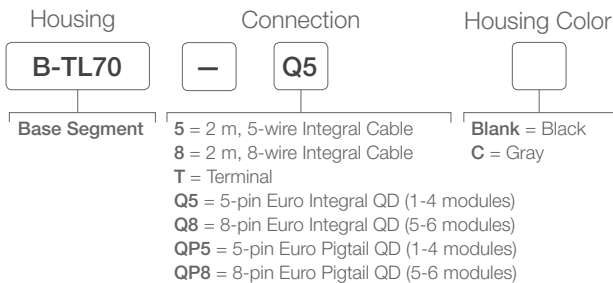 Housing Connection Housing Color
B-TL70 – Q5
Base Segment
5 = 2 m, 5-wire Integral Cable
8 = 2 m, 8-wire Integral Cable
T = Terminal
Q5 = 5-pin Euro Integral QD (1-4 modules)
Q8 = 8-pin Euro Integral QD (5-6 modules)
QP5 = 5-pin Euro Pigtail QD (1-4 modules)
QP8 = 8-pin Euro Pigtail QD (5-6 modules)
Blank = Black
C = Gray